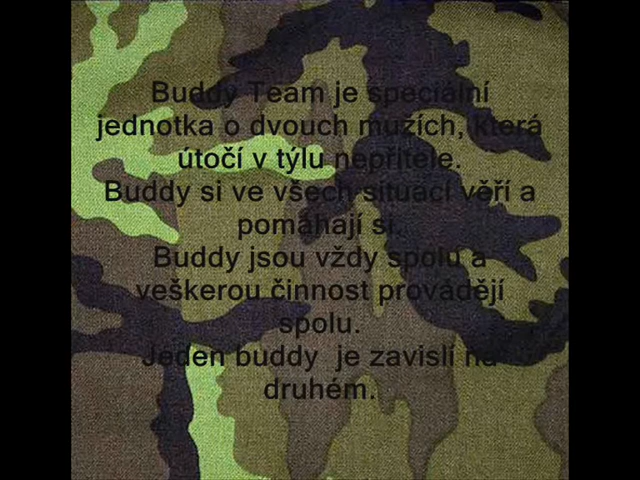 Buddy Team je speciální
jednotka o dvouch mužích, která
útočí v týlu nepřítele.
Buddy si ve všech situací věří a
pomáhají si.
Buddy jsou vždy spolu a
veškerou činnost provádějí
spolu.
Jeden buddy je zavislí na
druhém.